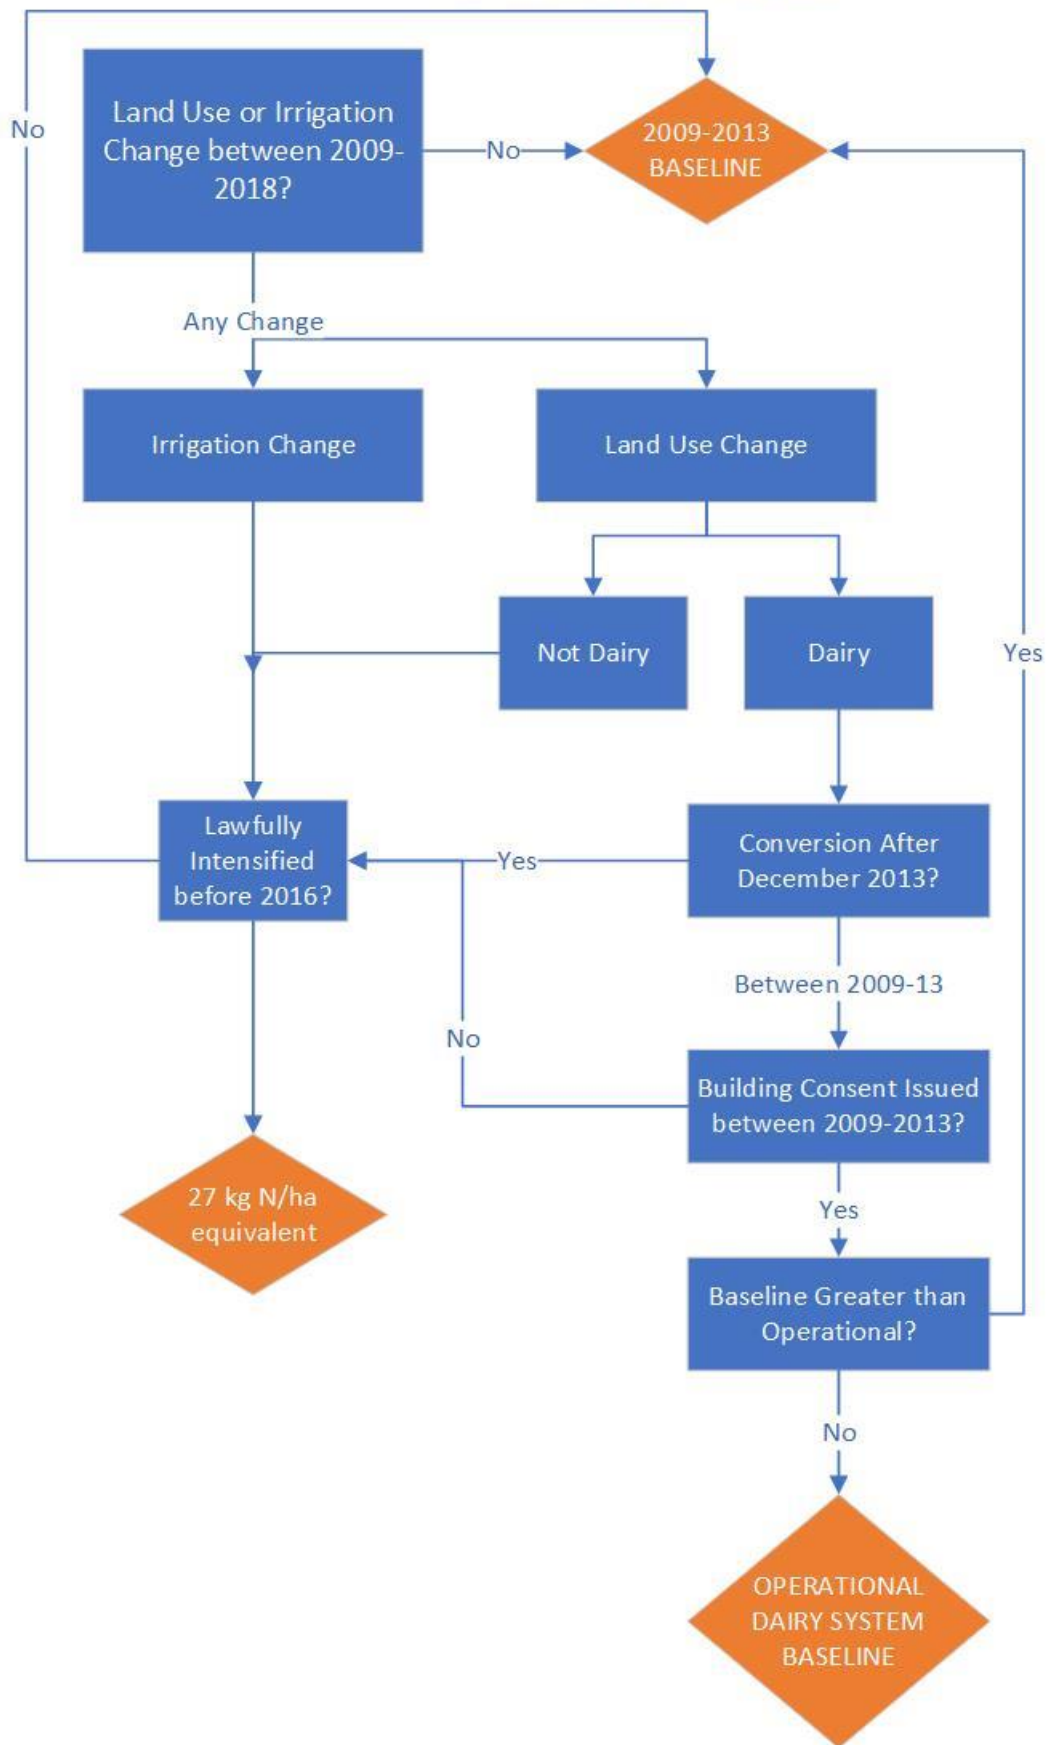 No
Land Use or Irrigation
Change between 2009-
2018?
No
2009-2013
BASELINE
Any Change
Irrigation Change
Land Use Change
Not Dairy
Dairy
Yes
Lawfully
Intensified
before 2016?
Yes
Conversion After
December 2013?
Between 2009-13
No
Building Consent Issued
between 2009-2013?
27 kg N/ha
equivalent
Yes
Baseline Greater than
Operational?
No
OPERATIONAL
DAIRY SYSTEM
BASELINE